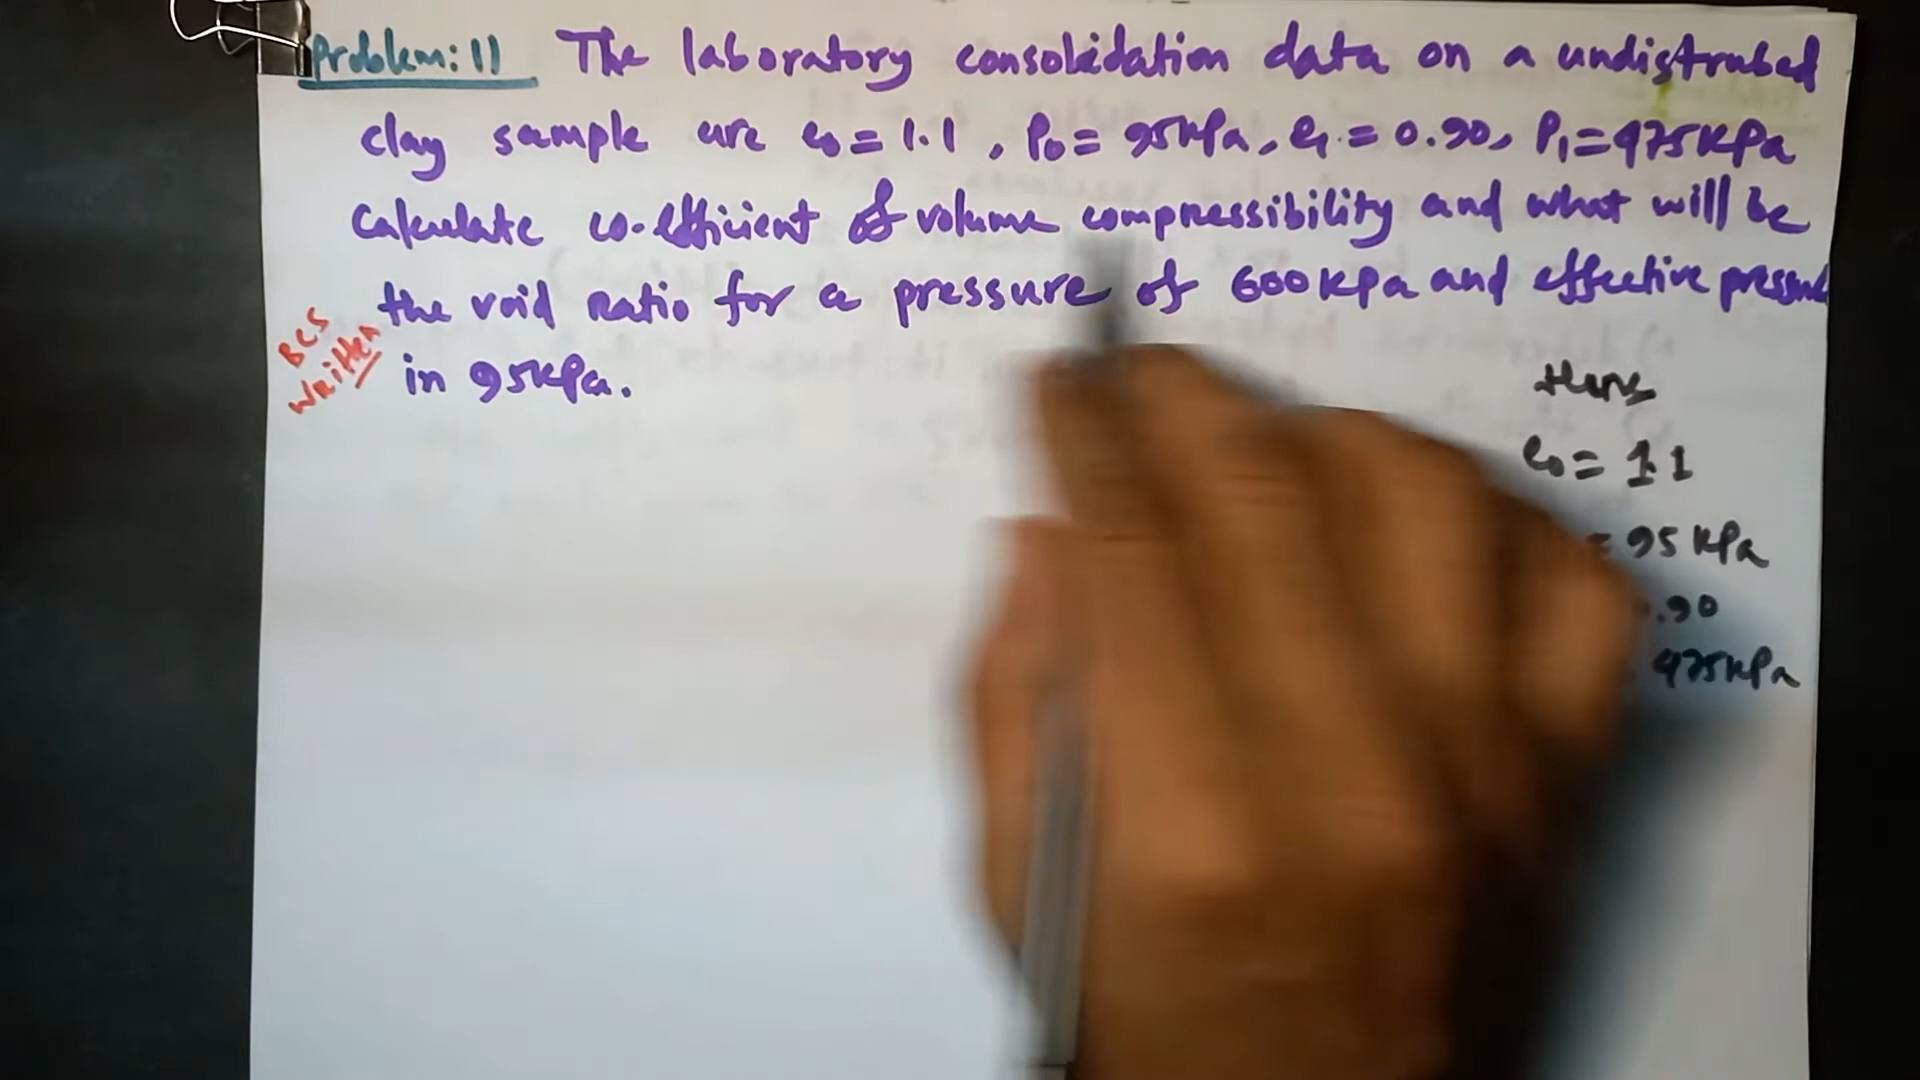 Problem: 11 The laboratory consolidation data on a undistrubed
clay sample are e₀ = 1.1, P₀ = 95kPa, e₁ = 0.90, P₁ = 475KPa
Calculate co-efficient of volume compressibility and what will be
the void Ratio for a pressure of 600KPa and effective pressure
in 95KPa.
BCS
Written
Here
e₀ = 1.1
= 95 KPa
.90
475KPa